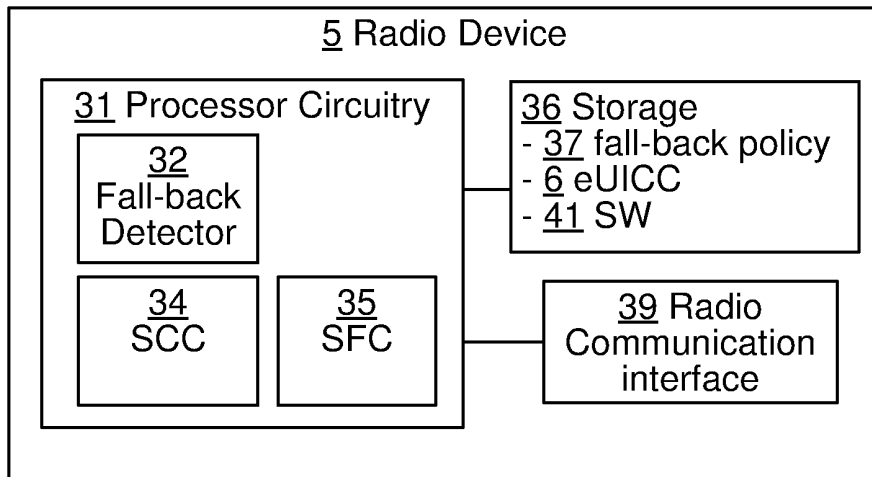 5 Radio Device
31 Processor Circuitry
32
Fall-back
Detector
34
SCC
35
SFC
36 Storage
- 37 fall-back policy
- 6 eUICC
- 41 SW
39 Radio
Communication
interface